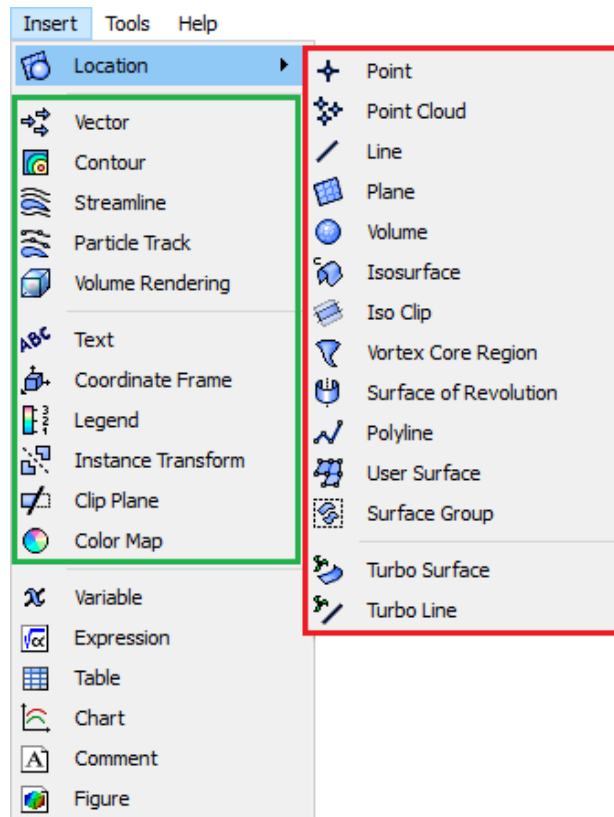 Insert Tools Help
Location
Vector
Contour
Streamline
Particle Track
Volume Rendering
ABC Text
Coordinate Frame
Legend
Instance Transform
Clip Plane
Color Map
Variable
Expression
Table
Chart
Comment
Figure
Point
Point Cloud
Line
Plane
Volume
Isosurface
Iso Clip
Vortex Core Region
Surface of Revolution
Polyline
User Surface
Surface Group
Turbo Surface
Turbo Line